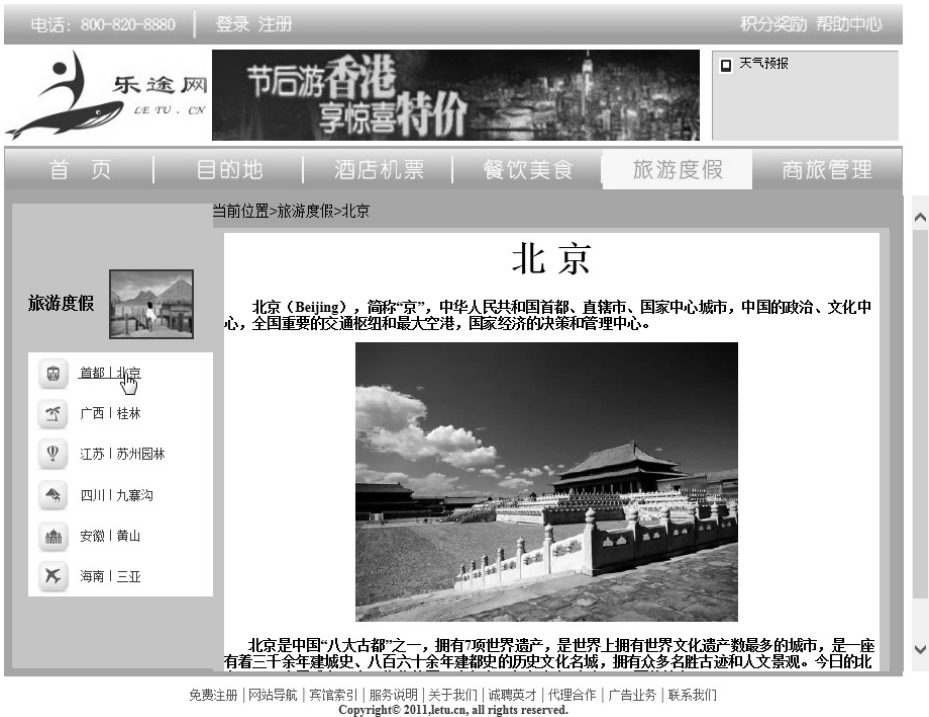 电话：800-820-8880 │ 登录 注册 积分奖励 帮助中心
乐途网
LE TU . CN
节后游香港
享惊喜特价
天气预报
首 页 │ 目的地 │ 酒店机票 │ 餐饮美食 │ 旅游度假 商旅管理
当前位置>旅游度假>北京
旅游度假
首都 | 北京
广西 | 桂林
江苏 | 苏州园林
四川 | 九寨沟
安徽 | 黄山
海南 | 三亚
北 京
北京（Beijing），简称“京”，中华人民共和国首都、直辖市、国家中心城市，中国的政治、文化中
心，全国重要的交通枢纽和最大空港，国家经济的决策和管理中心。
北京是中国“八大古都”之一，拥有7项世界遗产，是世界上拥有世界文化遗产数最多的城市，是一座
有着三千余年建城史、八百六十余年建都史的历史文化名城，拥有众多名胜古迹和人文景观。今日的北
免费注册 | 网站导航 | 宾馆索引 | 服务说明 | 关于我们 | 诚聘英才 | 代理合作 | 广告业务 | 联系我们
Copyright© 2011,letu.cn, all rights reserved.